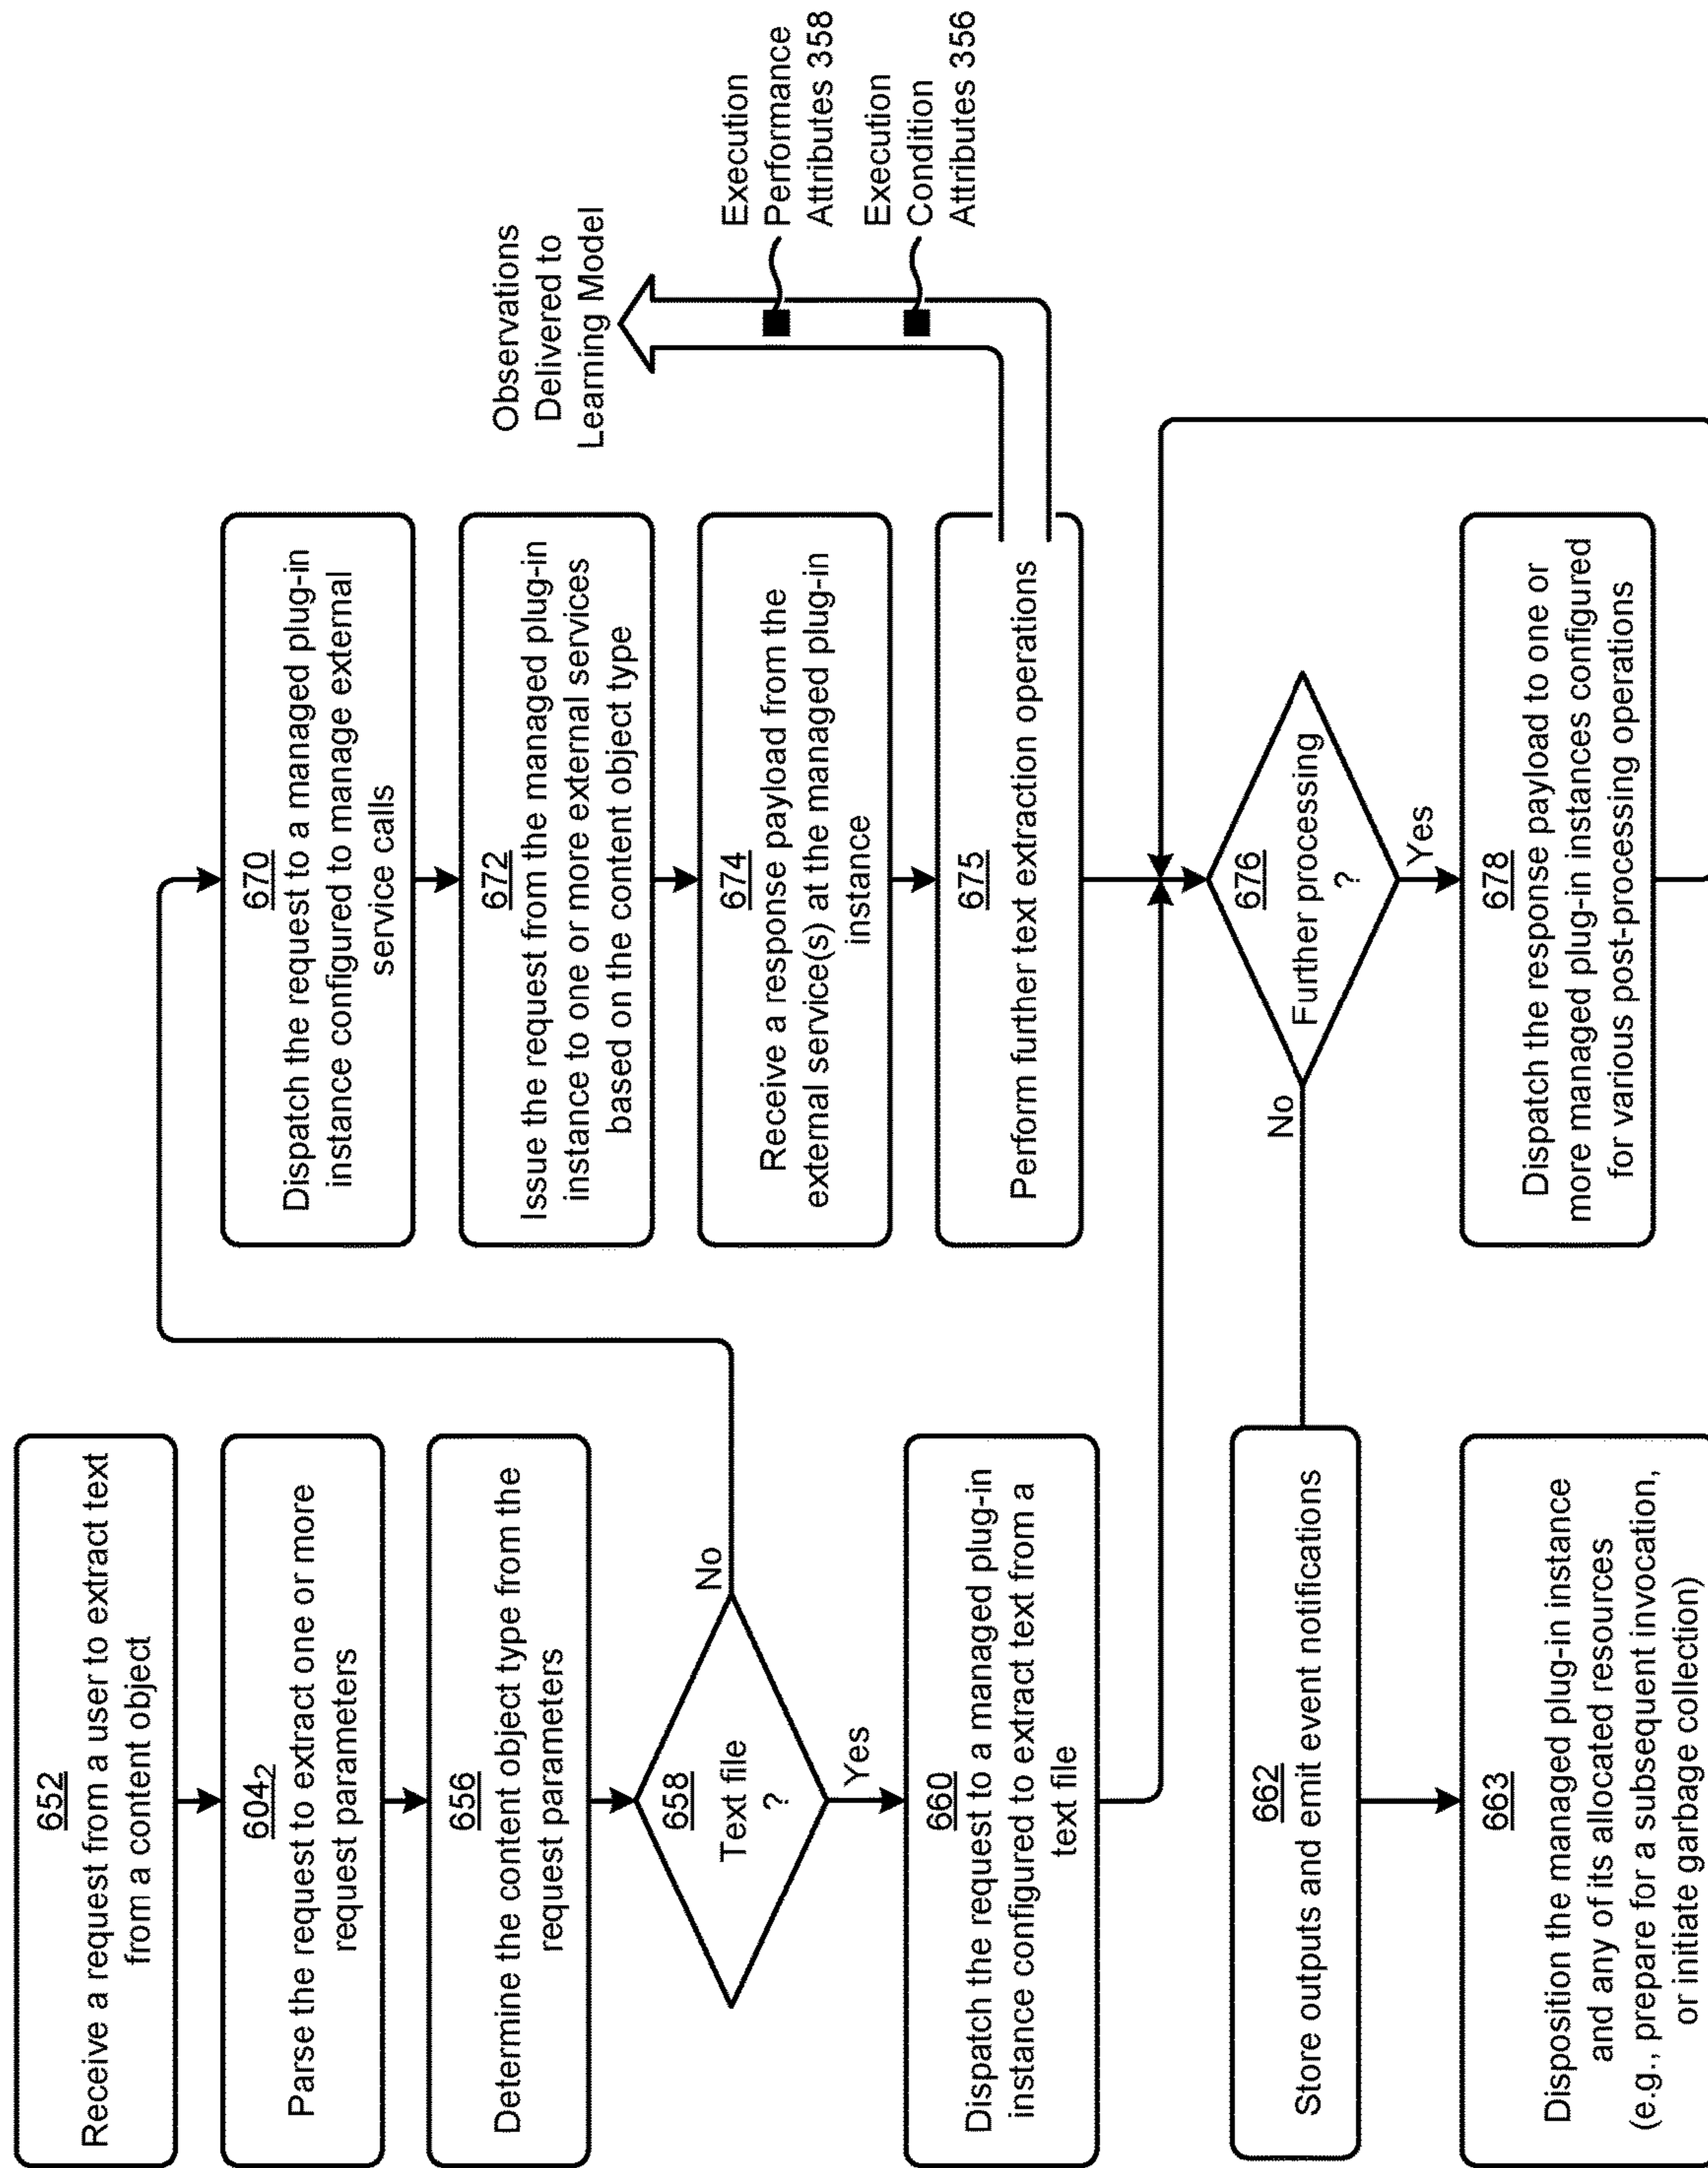 652
Receive a request from a user to extract text
from a content object
604₂
Parse the request to extract one or more
request parameters
656
Determine the content object type from the
request parameters
658
Text file
?
No
Yes
660
Dispatch the request to a managed plug-in
instance configured to extract text from a
text file
662
Store outputs and emit event notifications
663
Disposition the managed plug-in instance
and any of its allocated resources
(e.g., prepare for a subsequent invocation,
or initiate garbage collection)
670
Dispatch the request to a managed plug-in
instance configured to manage external
service calls
672
Issue the request from the managed plug-in
instance to one or more external services
based on the content object type
674
Receive a response payload from the
external service(s) at the managed plug-in
instance
675
Perform further text extraction operations
676
Further processing
?
No
Yes
678
Dispatch the response payload to one or
more managed plug-in instances configured
for various post-processing operations
Observations
Delivered to
Learning Model
Execution
Performance
Attributes 358
Execution
Condition
Attributes 356